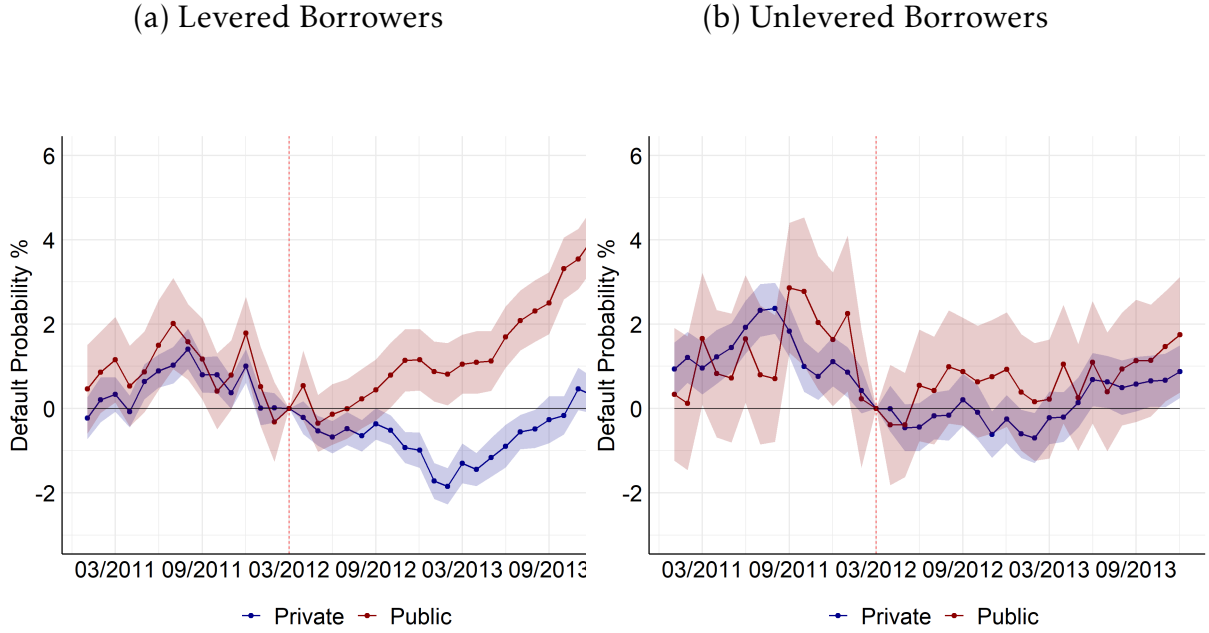 (a) Levered Borrowers
(b) Unlevered Borrowers
Default Probability %
6
4
2
0
-2
03/2011 09/2011 03/2012 09/2012 03/2013 09/2013
Private Public
Default Probability %
6
4
2
0
-2
03/2011 09/2011 03/2012 09/2012 03/2013 09/2013
Private Public